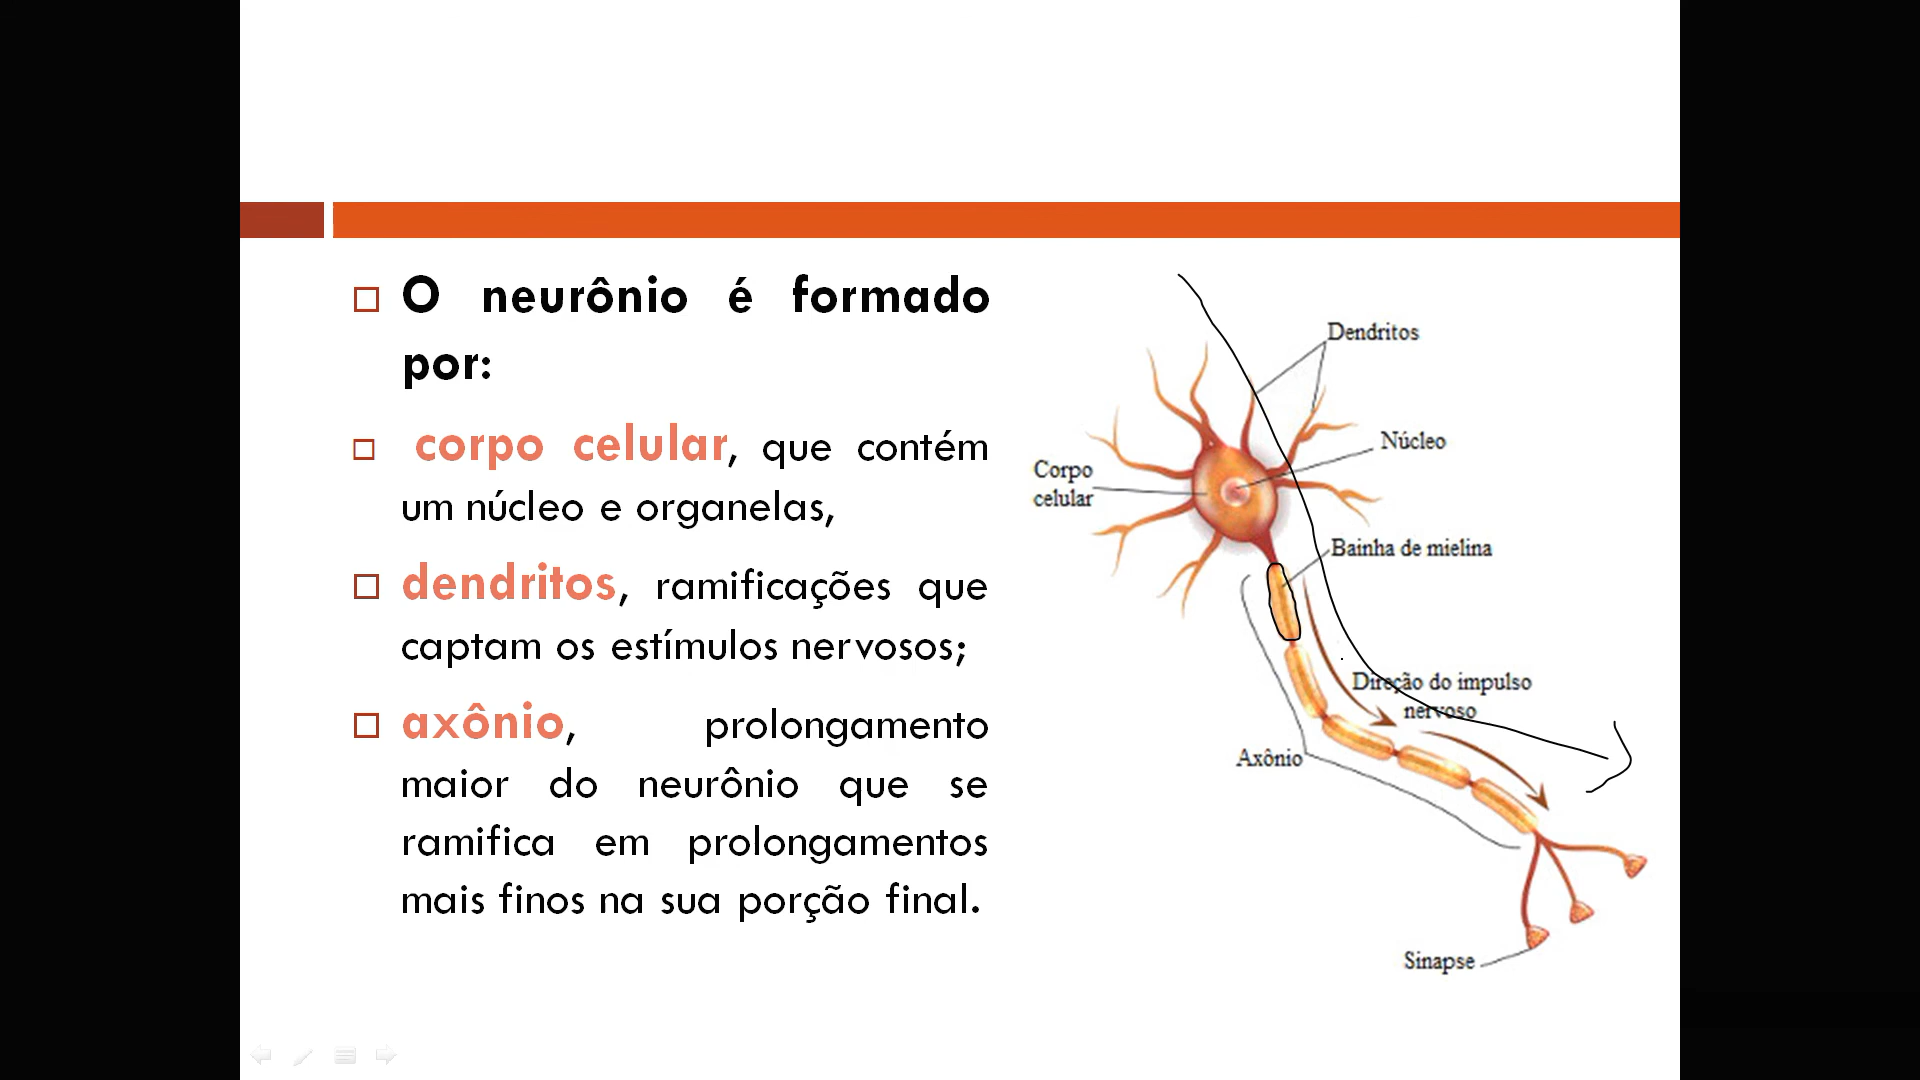 O neurônio é formado
por:
corpo celular, que contém
um núcleo e organelas,
dendritos, ramificações que
captam os estímulos nervosos;
axônio, prolongamento
maior do neurônio que se
ramifica em prolongamentos
mais finos na sua porção final.
Dendritos
Núcleo
Corpo
celular
Bainha de mielina
Direção do impulso
nervoso
Axônio
Sinapse